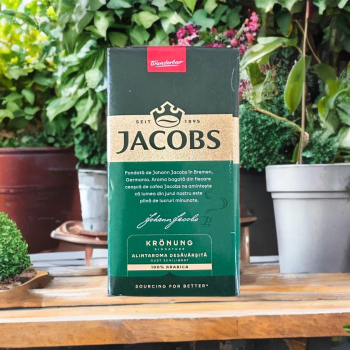 Wunderbar
SEIT 1895
JACOBS
Fondată de Johann Jacobs în Bremen,
Germania. Aroma bogată din fiecare
ceașcă de cafea Jacobs ne amintește
că lumea din jurul nostru este
plină de lucruri minunate.
Johann Jacobs
KRÖNUNG
SIGNATURE
ALINTAROMA DESĂVÂRȘITĂ
GUST ECHILIBRAT
100% ARABICA
SOURCING FOR BETTER*